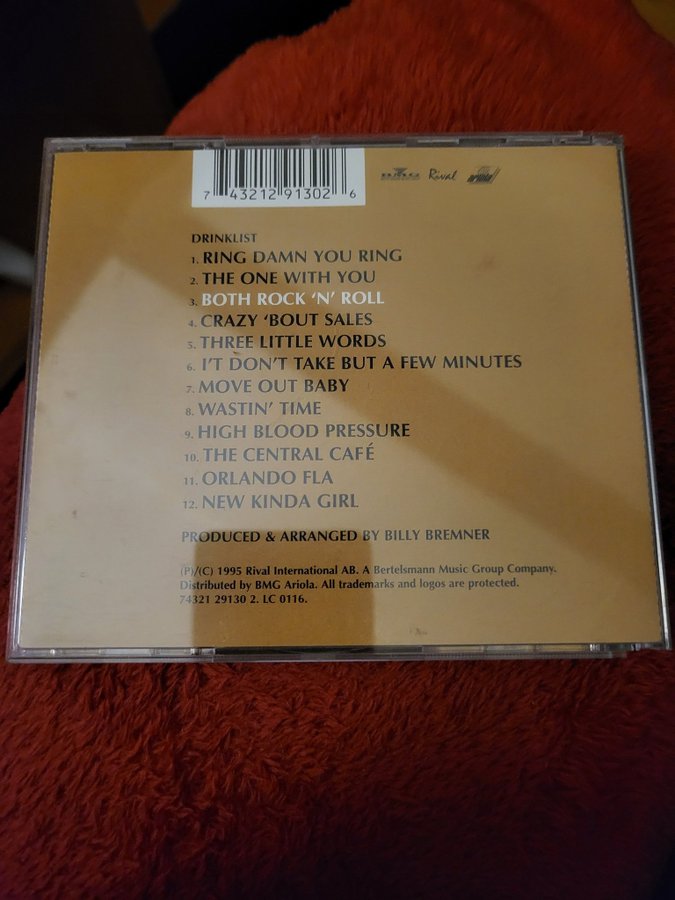 7 43212 91302 6
BMG Rival
DRINKLIST
1. RING DAMN YOU RING
2. THE ONE WITH YOU
3. BOTH ROCK 'N' ROLL
4. CRAZY 'BOUT SALES
5. THREE LITTLE WORDS
6. I'T DON'T TAKE BUT A FEW MINUTES
7. MOVE OUT BABY
8. WASTIN' TIME
9. HIGH BLOOD PRESSURE
10. THE CENTRAL CAFÉ
11. ORLANDO FLA
12. NEW KINDA GIRL
PRODUCED & ARRANGED BY BILLY BREMNER
(P)/(C) 1995 Rival International AB. A Bertelsmann Music Group Company.
Distributed by BMG Ariola. All trademarks and logos are protected.
74321 29130 2. LC 0116.